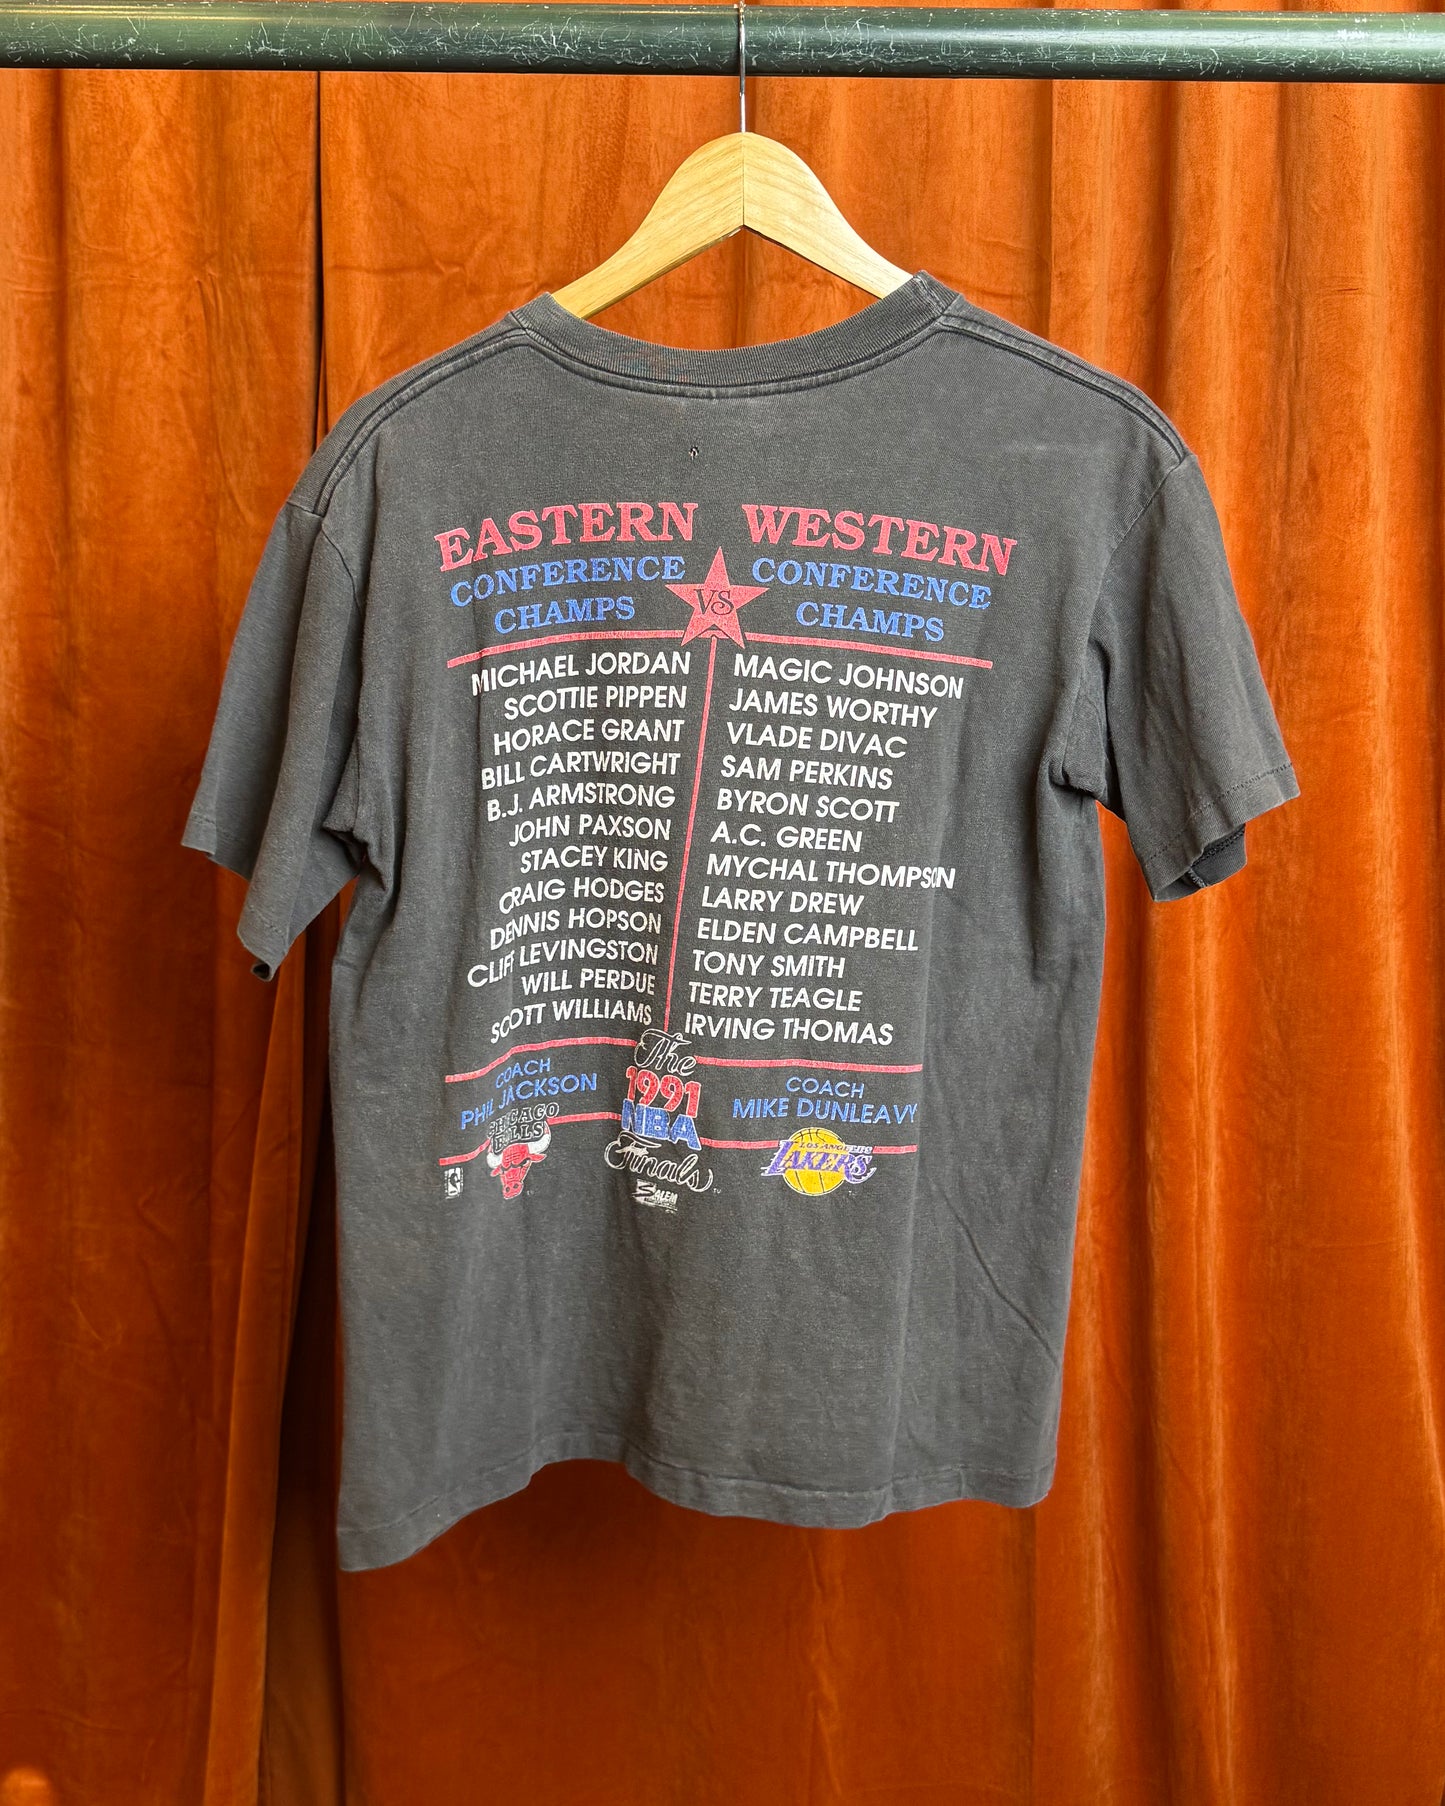 EASTERN WESTERN
CONFERENCE CONFERENCE
CHAMPS VS CHAMPS
MICHAEL JORDAN MAGIC JOHNSON
SCOTTIE PIPPEN JAMES WORTHY
HORACE GRANT VLADE DIVAC
BILL CARTWRIGHT SAM PERKINS
B.J. ARMSTRONG BYRON SCOTT
JOHN PAXSON A.C. GREEN
STACEY KING MYCHAL THOMPSON
CRAIG HODGES LARRY DREW
DENNIS HOPSON ELDEN CAMPBELL
CLIFF LEVINGSTON TONY SMITH
WILL PERDUE TERRY TEAGLE
SCOTT WILLIAMS IRVING THOMAS
COACH
PHIL JACKSON
CHICAGO
BULLS
The
1991
NBA
Finals
SALEM
COACH
MIKE DUNLEAVY
LOS ANGELES
LAKERS